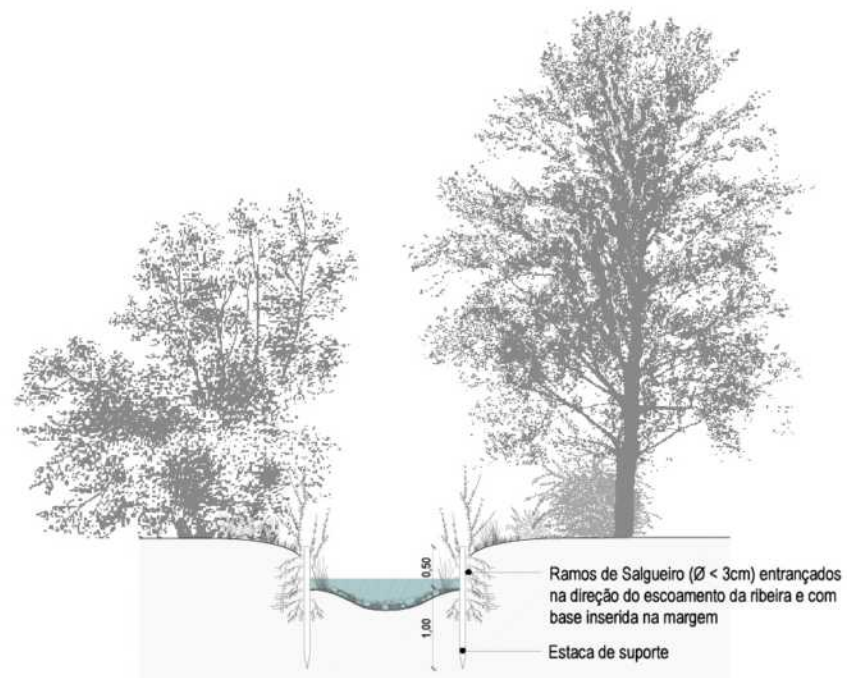 0,50
1,00
Ramos de Salgueiro (Ø < 3cm) entrançados
na direção do escoamento da ribeira e com
base inserida na margem
Estaca de suporte